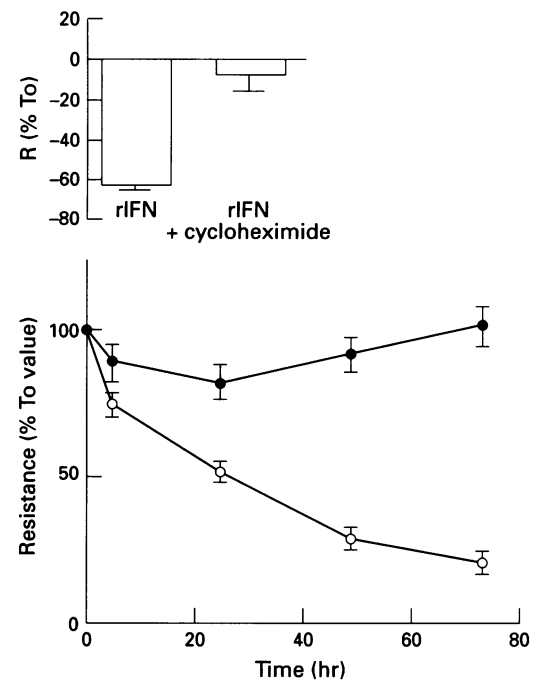 20
0
−20
−40
−60
−80
R (% To)
rIFN
rIFN
+ cycloheximide
100
50
0
Resistance (% To value)
0 20 40 60 80
Time (hr)